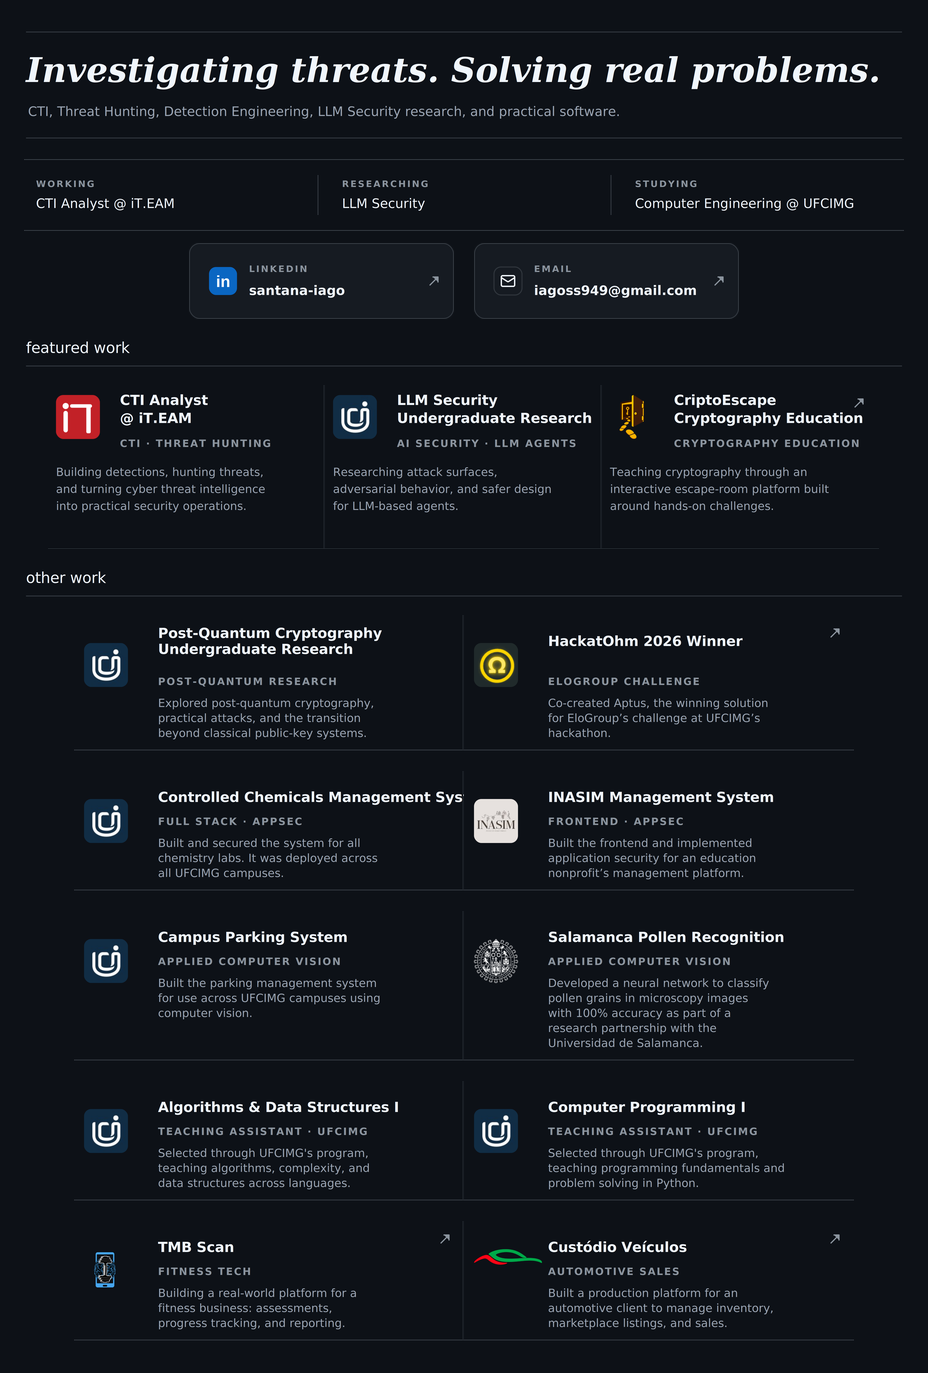 Investigating threats. Solving real problems.
CTI, Threat Hunting, Detection Engineering, LLM Security research, and practical software.
WORKING
CTI Analyst @ iT.EAM
RESEARCHING
LLM Security
STUDYING
Computer Engineering @ UFCIMG
in
LINKEDIN
santana-iago
↗
EMAIL
iagoss949@gmail.com
↗
featured work
iT
CTI Analyst
@ iT.EAM
CTI · THREAT HUNTING
Building detections, hunting threats,
and turning cyber threat intelligence
into practical security operations.
LLM Security
Undergraduate Research
AI SECURITY · LLM AGENTS
Researching attack surfaces,
adversarial behavior, and safer design
for LLM-based agents.
CriptoEscape
Cryptography Education
↗
CRYPTOGRAPHY EDUCATION
Teaching cryptography through an
interactive escape-room platform built
around hands-on challenges.
other work
Post-Quantum Cryptography
Undergraduate Research
POST-QUANTUM RESEARCH
Explored post-quantum cryptography,
practical attacks, and the transition
beyond classical public-key systems.
Ω
HackatOhm 2026 Winner
↗
ELOGROUP CHALLENGE
Co-created Aptus, the winning solution
for EloGroup’s challenge at UFCIMG’s
hackathon.
Controlled Chemicals Management Sys
FULL STACK · APPSEC
Built and secured the system for all
chemistry labs. It was deployed across
all UFCIMG campuses.
INASIM
INASIM Management System
FRONTEND · APPSEC
Built the frontend and implemented
application security for an education
nonprofit’s management platform.
Campus Parking System
APPLIED COMPUTER VISION
Built the parking management system
for use across UFCIMG campuses using
computer vision.
Salamanca Pollen Recognition
APPLIED COMPUTER VISION
Developed a neural network to classify
pollen grains in microscopy images
with 100% accuracy as part of a
research partnership with the
Universidad de Salamanca.
Algorithms & Data Structures I
TEACHING ASSISTANT · UFCIMG
Selected through UFCIMG's program,
teaching algorithms, complexity, and
data structures across languages.
Computer Programming I
TEACHING ASSISTANT · UFCIMG
Selected through UFCIMG's program,
teaching programming fundamentals and
problem solving in Python.
TMB Scan
↗
FITNESS TECH
Building a real-world platform for a
fitness business: assessments,
progress tracking, and reporting.
Custódio Veículos
↗
AUTOMOTIVE SALES
Built a production platform for an
automotive client to manage inventory,
marketplace listings, and sales.